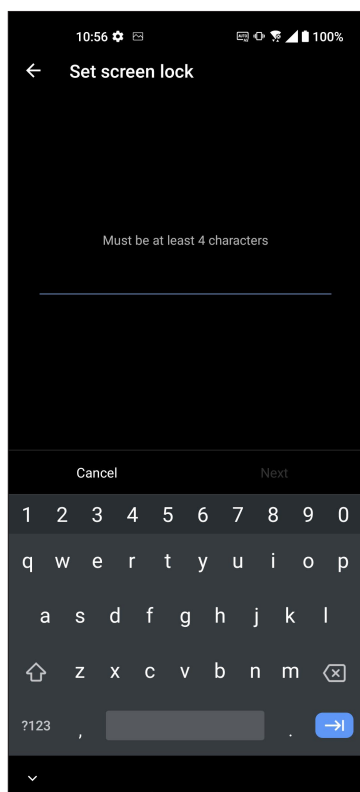 10:56 100%
Set screen lock
Must be at least 4 characters
Cancel Next
1 2 3 4 5 6 7 8 9 0
q w e r t y u i o p
a s d f g h j k l
z x c v b n m
?123 , .